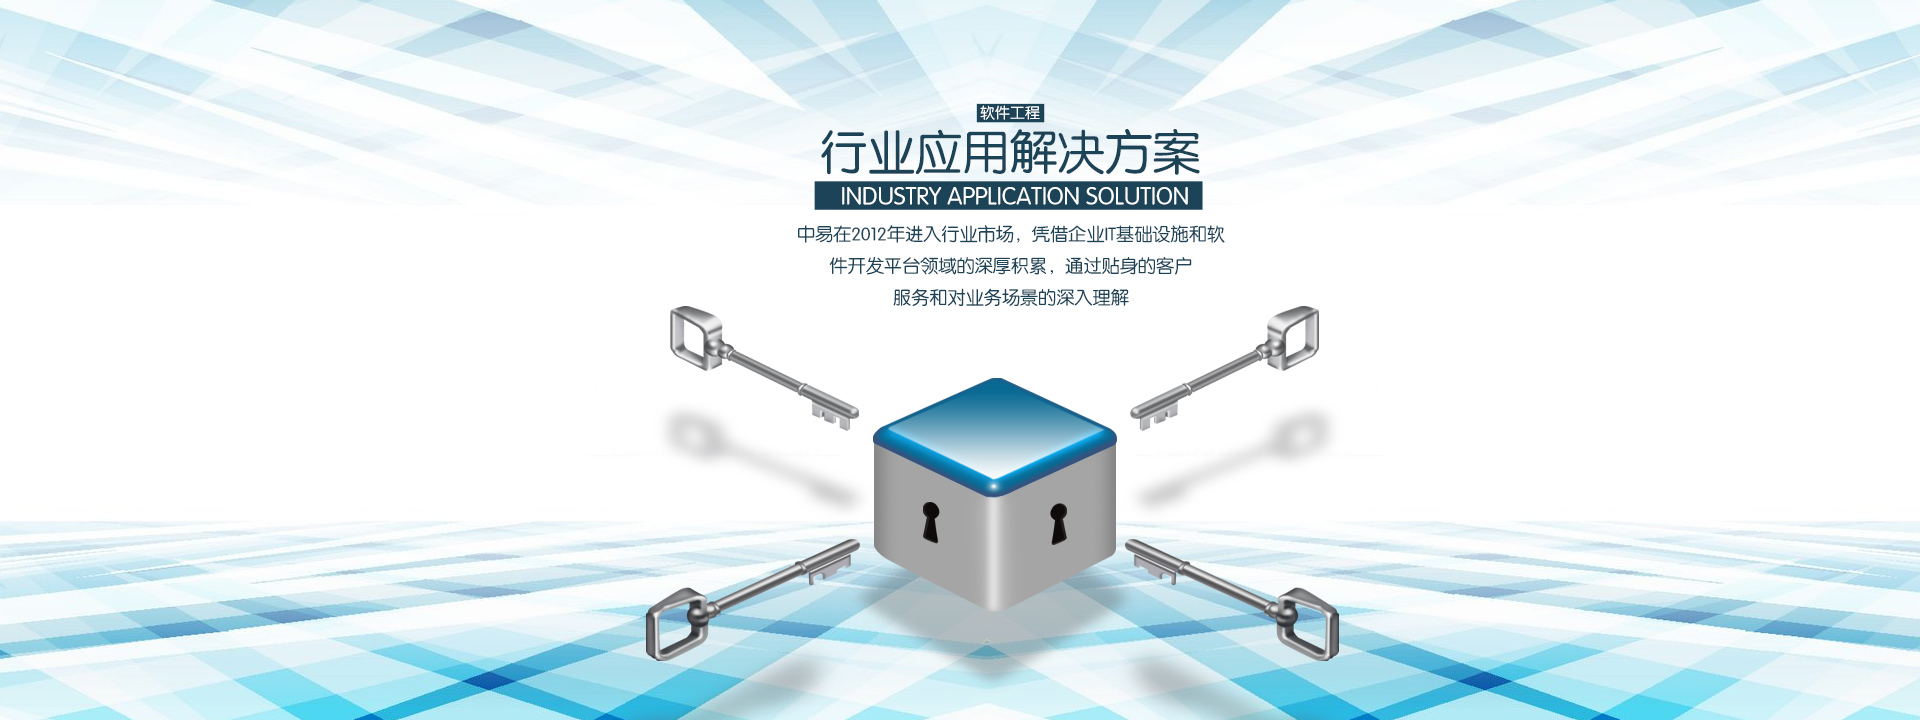 软件工程
行业应用解决方案
INDUSTRY APPLICATION SOLUTION
中易在2012年进入行业市场，凭借企业IT基础设施和软
件开发平台领域的深厚积累，通过贴身的客户
服务和对业务场景的深入理解